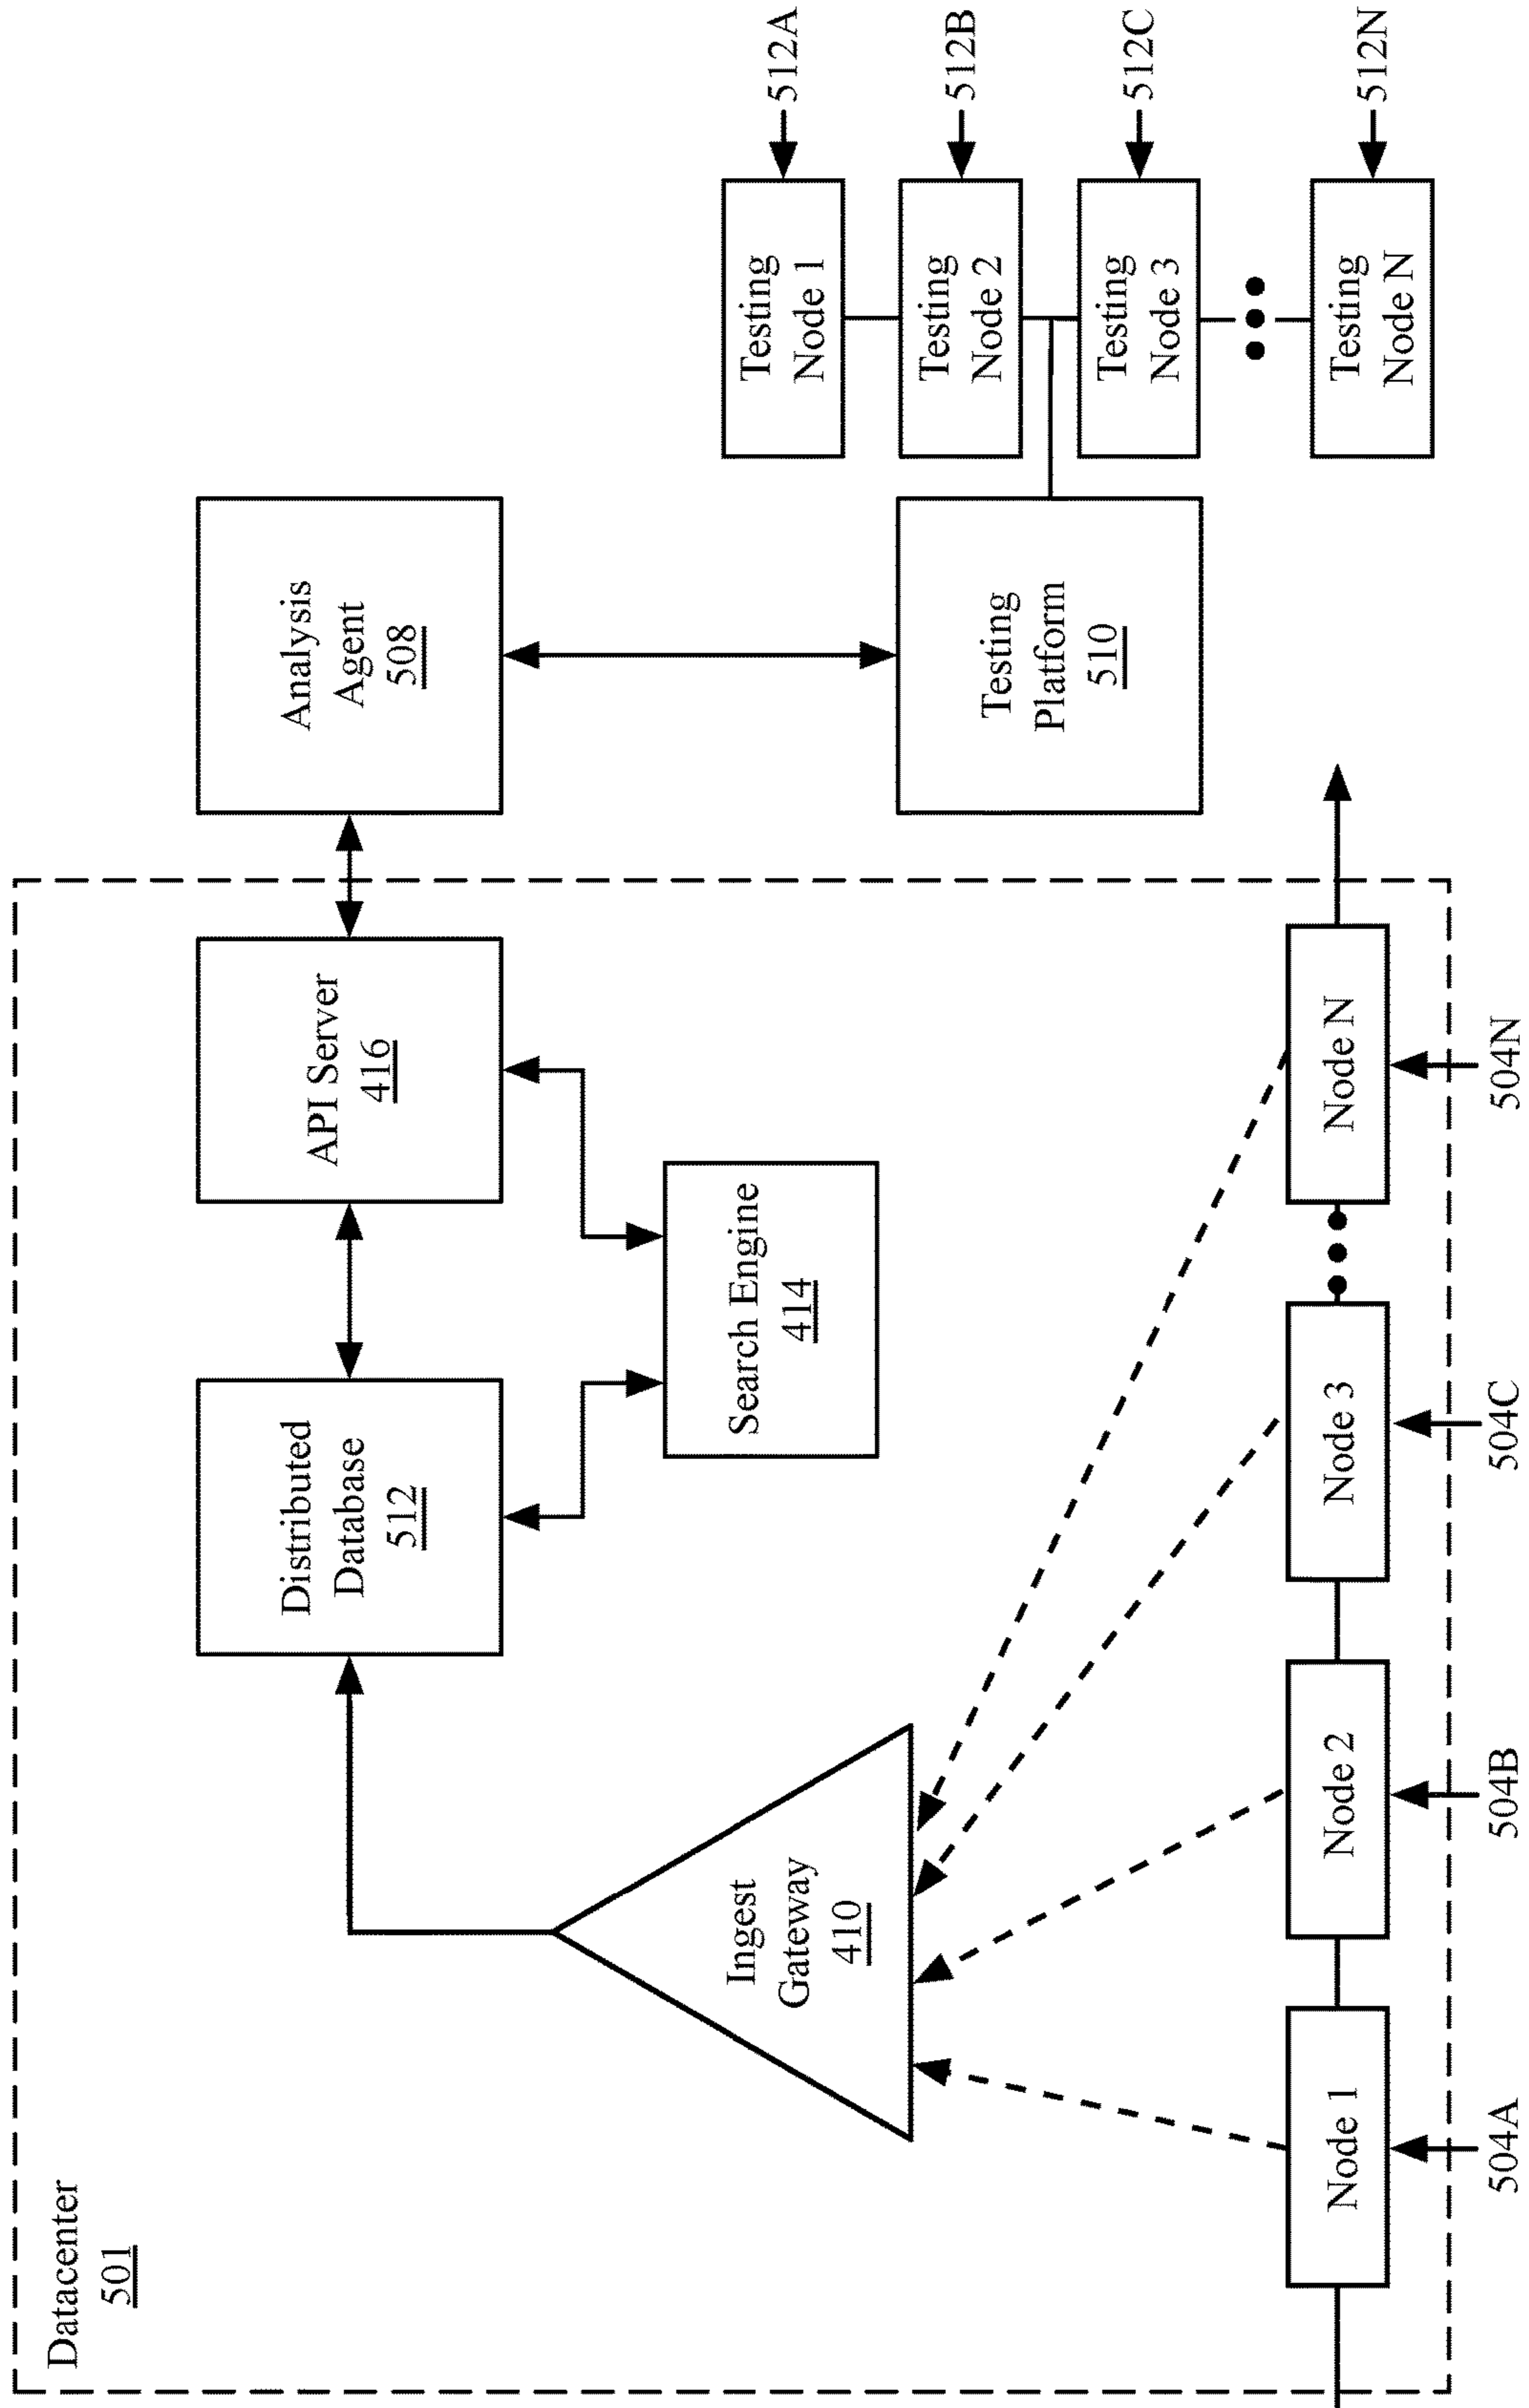 Datacenter
501
Distributed
Database
512
API Server
416
Analysis
Agent
508
Search Engine
414
Ingest
Gateway
410
Testing
Platform
510
Testing
Node 1
512A
Testing
Node 2
512B
Testing
Node 3
512C
Testing
Node N
512N
Node 1
Node 2
Node 3
Node N
504A
504B
504C
504N